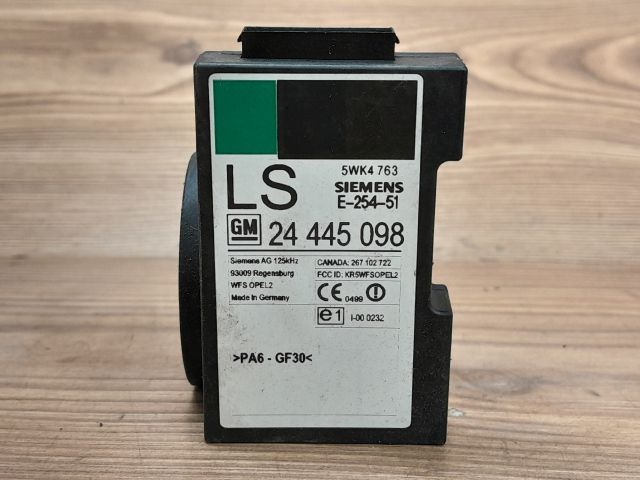 5WK4 763
LS SIEMENS
E-254-51
GM 24 445 098
Siemens AG 125kHz
93009 Regensburg
WFS OPEL2
Made in Germany
CANADA: 267 102 722
FCC ID: KR5WFSOPEL2
CE 0499
e1 I-00 0232
>PA6 - GF30<